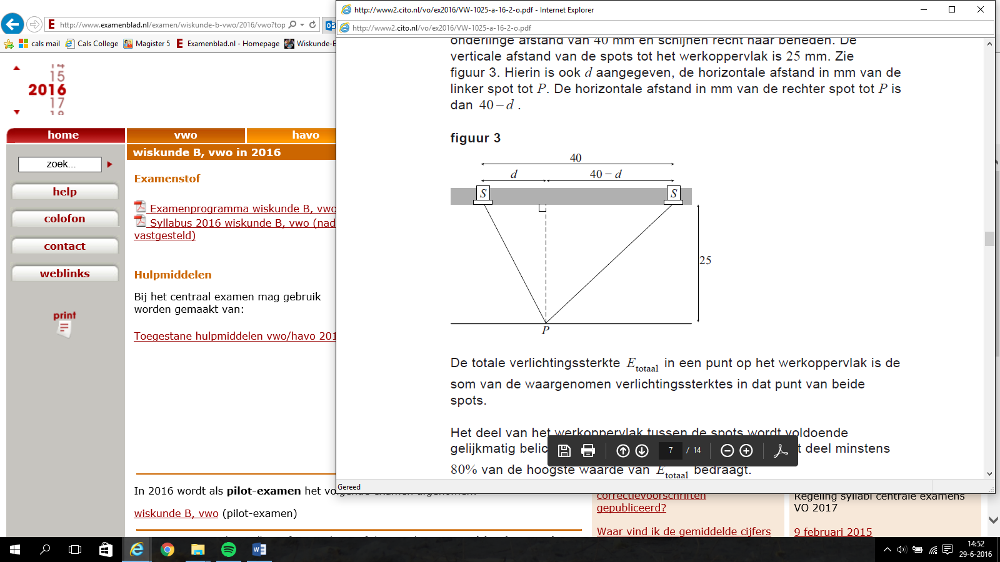 http://www2.cito.nl/vo/ex2016/VW-1025-a-16-2-o.pdf - Internet Explorer
http://www.examenblad.nl/examen/wiskunde-b-vwo/2016/vwo?top
http://www2.cito.nl/vo/ex2016/VW-1025-a-16-2-o.pdf
cals mail
Cals College
Magister 5
Examenblad.nl - Homepage
Wiskunde-E
14
15
2016
17
18
home
vwo
havo
zoek...
help
colofon
contact
weblinks
print
wiskunde B, vwo in 2016
Examenstof
Examenprogramma wiskunde B, vwo
Syllabus 2016 wiskunde B, vwo (nad
vastgesteld)
Hulpmiddelen
Bij het centraal examen mag gebruik
worden gemaakt van:
Toegestane hulpmiddelen vwo/havo 201
In 2016 wordt als pilot-examen het
wiskunde B, vwo (pilot-examen)
onderlinge afstand van 40 mm en schijnen recht naar beneden. De
verticale afstand van de spots tot het werkoppervlak is 25 mm. Zie
figuur 3. Hierin is ook d aangegeven, de horizontale afstand in mm van de
linker spot tot P. De horizontale afstand in mm van de rechter spot tot P is
dan 40 – d .
figuur 3
40
d
40 − d
S
S
25
P
De totale verlichtingssterkte Etotaal in een punt op het werkoppervlak is de
som van de waargenomen verlichtingssterktes in dat punt van beide
spots.
Het deel van het werkoppervlak tussen de spots wordt voldoende
gelijkmatig belic
deel minstens
80% van de hoogste waarde van Etotaal bedraagt.
7 / 14
Gereed
correctievoorschriften
gepubliceerd?
Waar vind ik de gemiddelde cijfers
Regeling syllabi centrale examens
VO 2017
9 februari 2015
14:52
29-6-2016